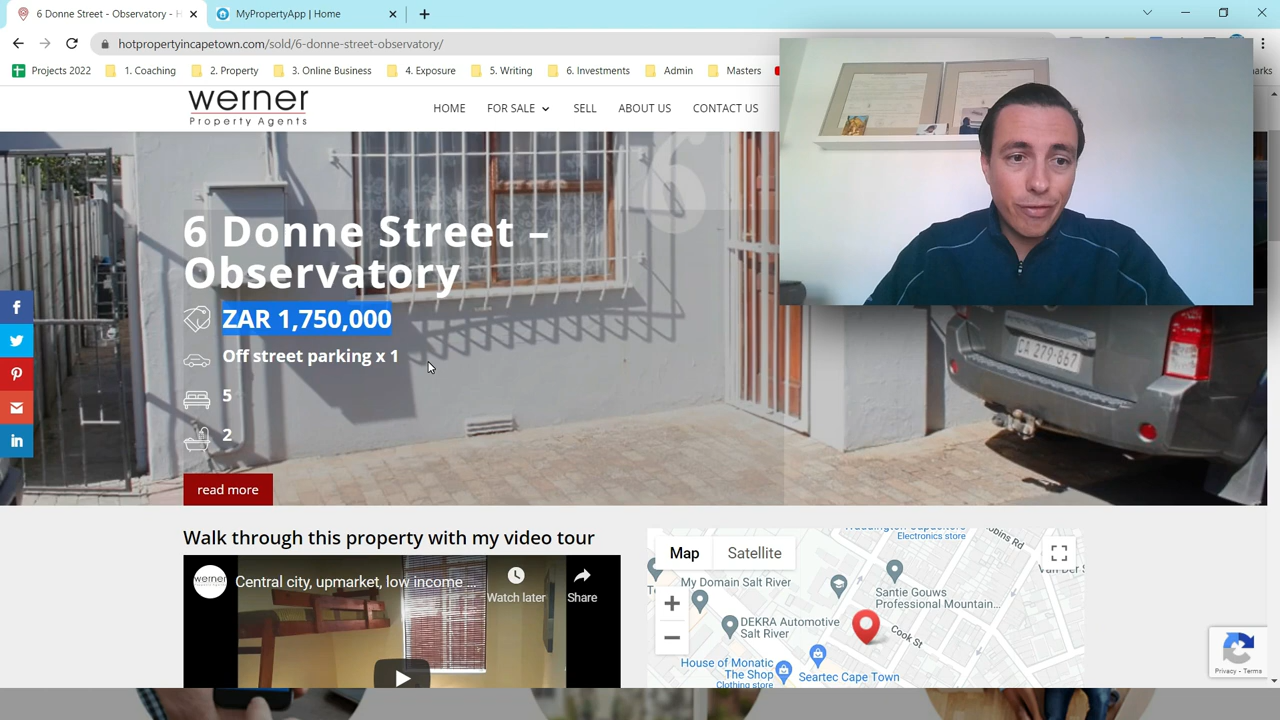 6 Donne Street - Observatory - H
MyPropertyApp | Home
hotpropertyincapetown.com/sold/6-donne-street-observatory/
Projects 2022
1. Coaching
2. Property
3. Online Business
4. Exposure
5. Writing
6. Investments
Admin
Masters
werner
Property Agents
HOME
FOR SALE
SELL
ABOUT US
CONTACT US
6
6 Donne Street –
Observatory
ZAR 1,750,000
Off street parking x 1
5
2
read more
CA 279-867
Walk through this property with my video tour
werner
Central city, upmarket, low income ...
Watch later
Share
Map
Satellite
Electronics store
My Domain Salt River
Santie Gouws
Professional Mountain...
DEKRA Automotive
Salt River
Cook St
House of Monatic
The Shop
Clothing store
Seartec Cape Town
Privacy - Terms